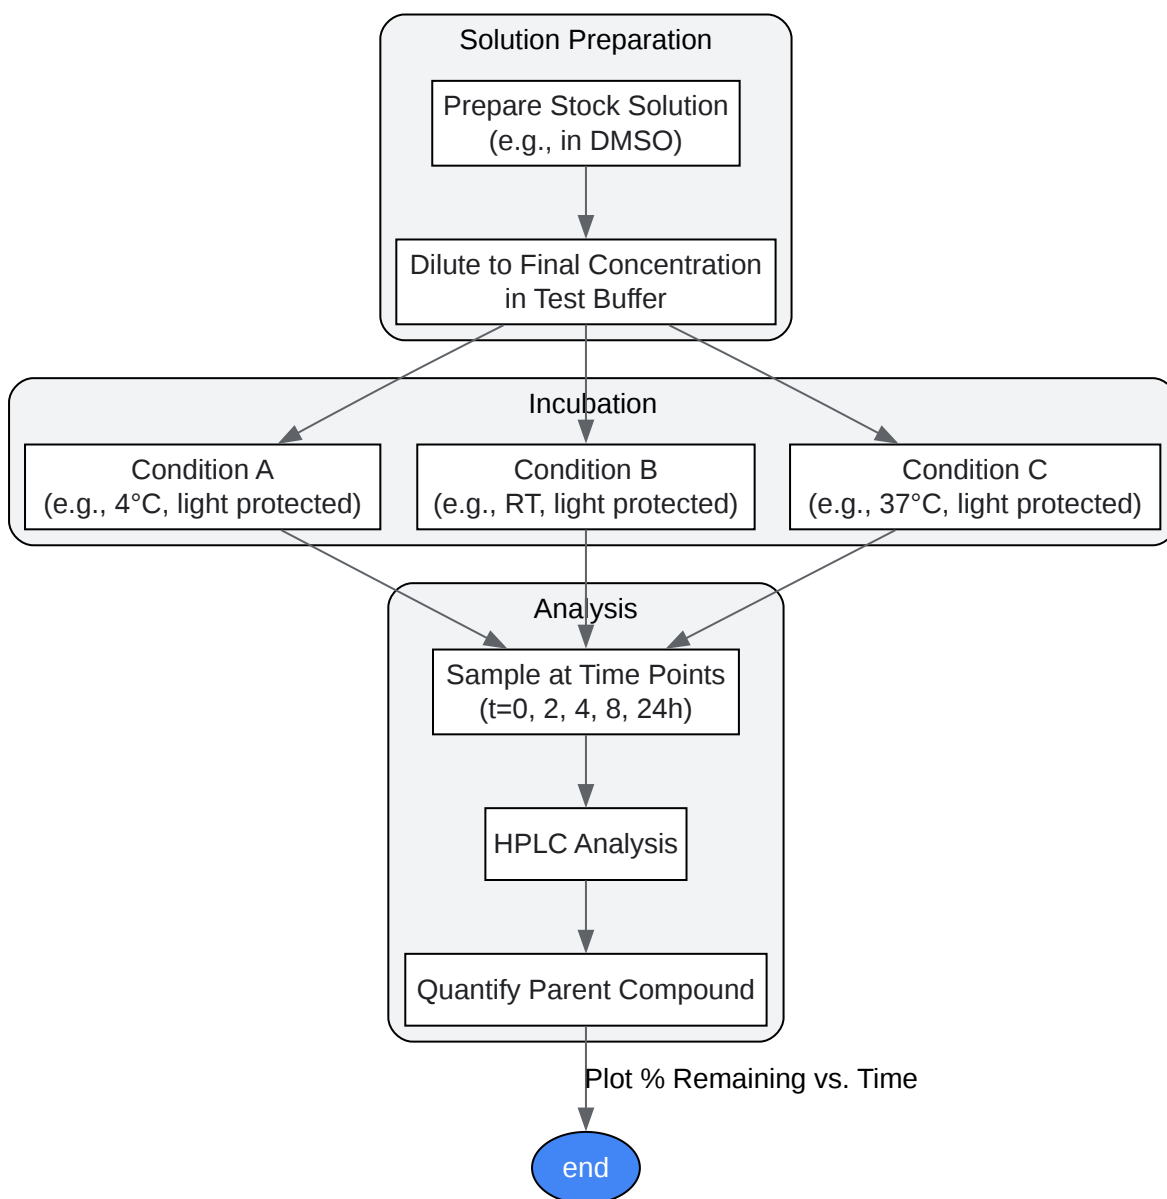 Solution Preparation
Prepare Stock Solution
(e.g., in DMSO)
Dilute to Final Concentration
in Test Buffer
Incubation
Condition A
(e.g., 4°C, light protected)
Condition B
(e.g., RT, light protected)
Condition C
(e.g., 37°C, light protected)
Analysis
Sample at Time Points
(t=0, 2, 4, 8, 24h)
HPLC Analysis
Quantify Parent Compound
Plot % Remaining vs. Time
end